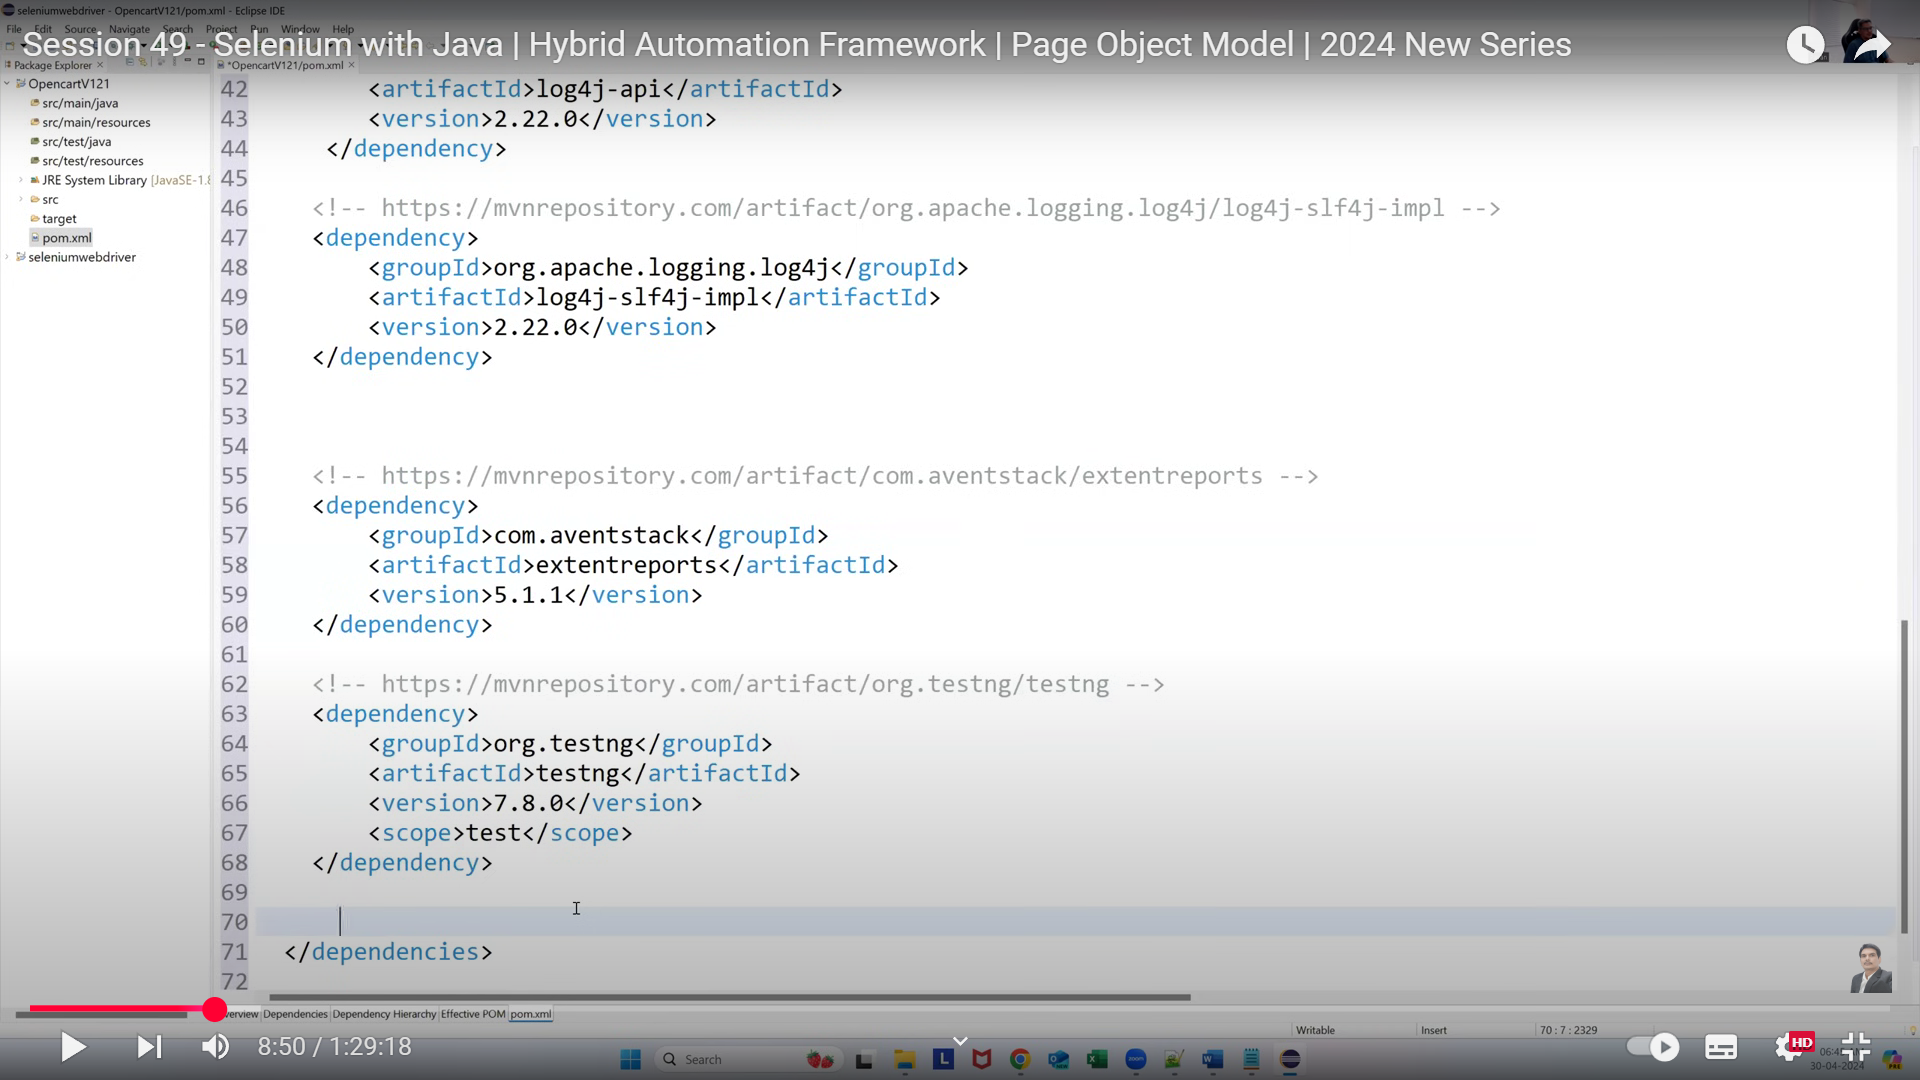 seleniumwebdriver - OpencartV121/pom.xml - Eclipse IDE
File Edit Source Navigate Search Project Run Window Help
Session 49 - Selenium with Java | Hybrid Automation Framework | Page Object Model | 2024 New Series
Package Explorer
*OpencartV121/pom.xml
OpencartV121
src/main/java
src/main/resources
src/test/java
src/test/resources
JRE System Library [JavaSE-1.8
src
target
pom.xml
seleniumwebdriver
42 <artifactId>log4j-api</artifactId>
43 <version>2.22.0</version>
44 </dependency>
45
46 <!-- https://mvnrepository.com/artifact/org.apache.logging.log4j/log4j-slf4j-impl -->
47 <dependency>
48 <groupId>org.apache.logging.log4j</groupId>
49 <artifactId>log4j-slf4j-impl</artifactId>
50 <version>2.22.0</version>
51 </dependency>
52
53
54
55 <!-- https://mvnrepository.com/artifact/com.aventstack/extentreports -->
56 <dependency>
57 <groupId>com.aventstack</groupId>
58 <artifactId>extentreports</artifactId>
59 <version>5.1.1</version>
60 </dependency>
61
62 <!-- https://mvnrepository.com/artifact/org.testng/testng -->
63 <dependency>
64 <groupId>org.testng</groupId>
65 <artifactId>testng</artifactId>
66 <version>7.8.0</version>
67 <scope>test</scope>
68 </dependency>
69
70
71 </dependencies>
72
verview Dependencies Dependency Hierarchy Effective POM pom.xml
Writable Insert 70 : 7 : 2329
8:50 / 1:29:18
Search
HD
30-04-2024